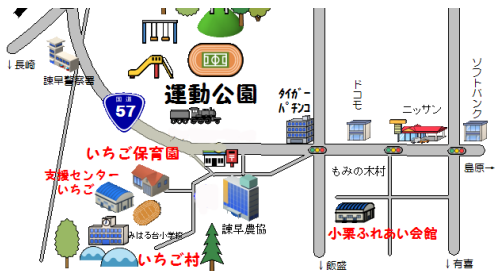 ↓長崎
諫早警察署
国道
57
運動公園
タイガー
パチンコ
ドコモ
ニッサン
ソフトバンク
島原→
いちご保育園
支援センター
いちご
もみの木村
みはる台小学校
諫早農協
小栗ふれあい会館
いちご村
↓飯盛
↓有喜